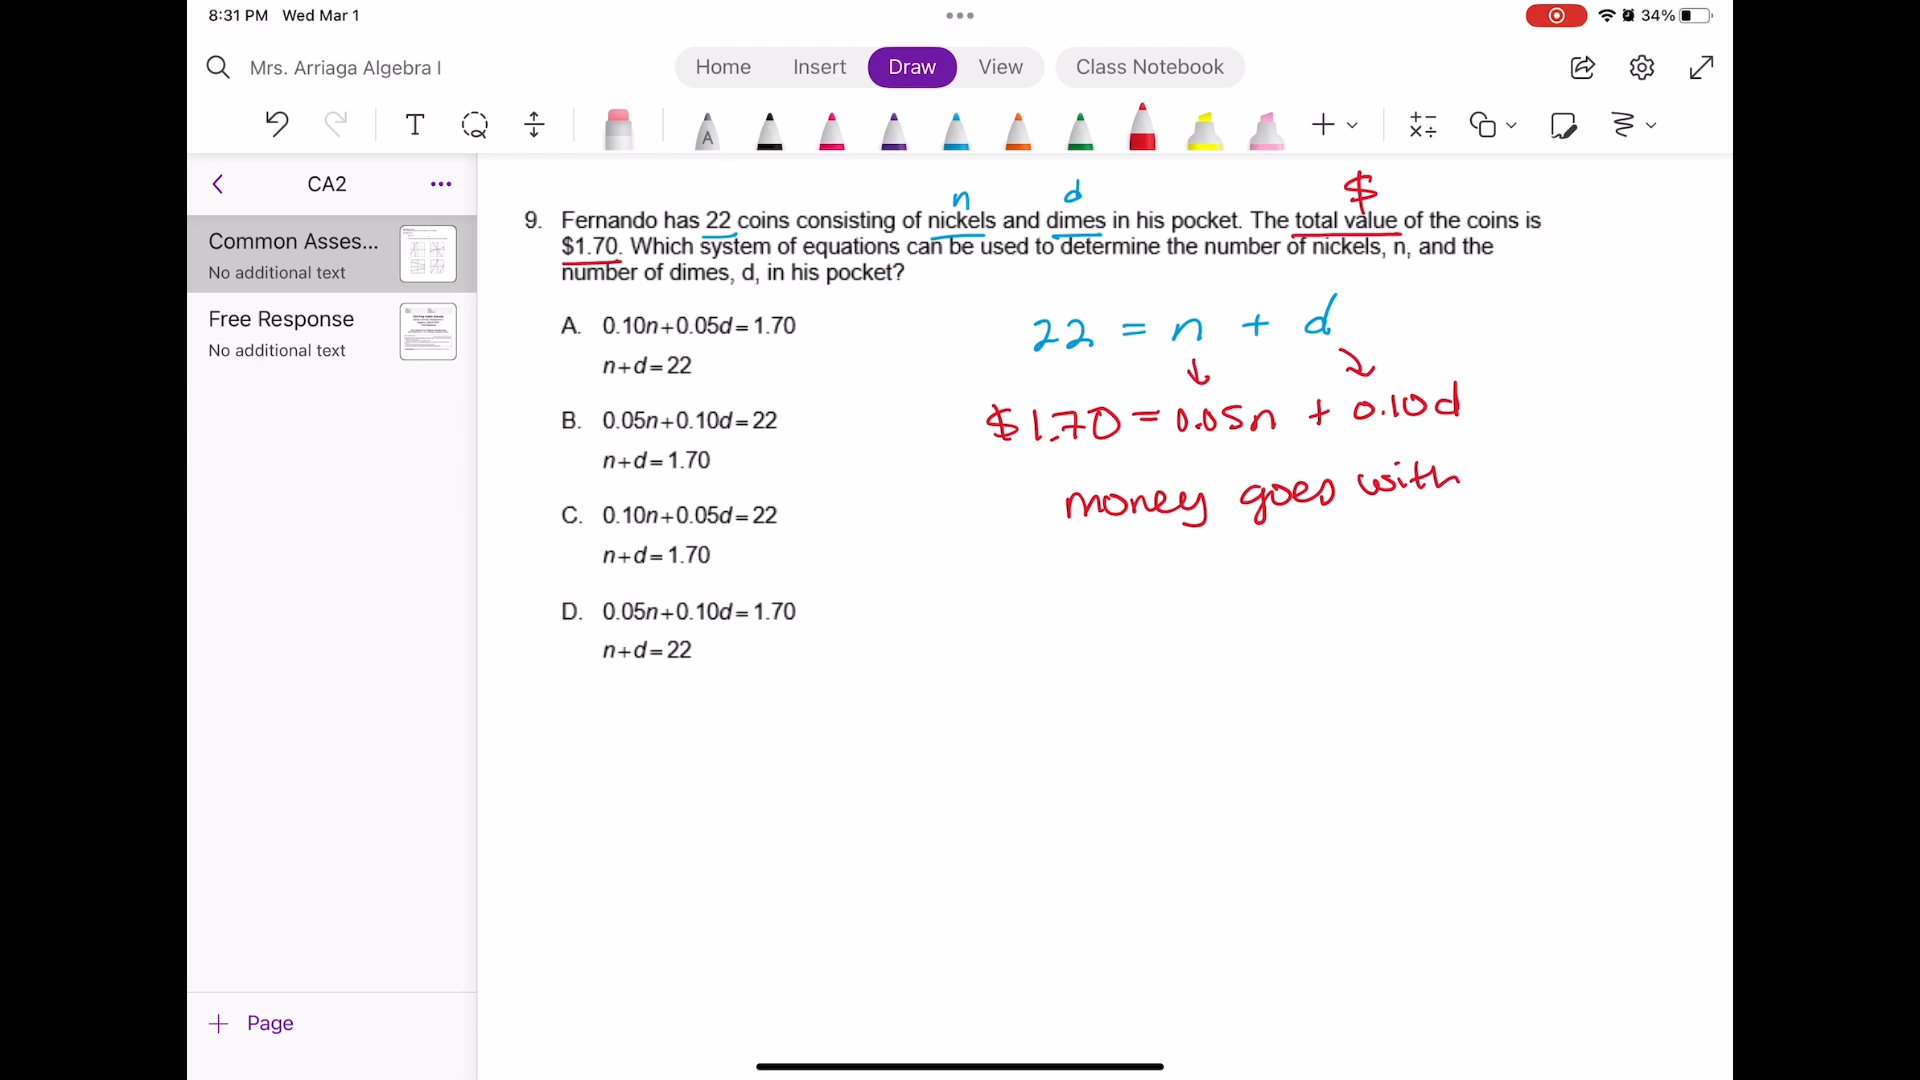 8:31 PM Wed Mar 1
34%
Mrs. Arriaga Algebra I
Home Insert Draw View Class Notebook
T
A
CA2
Common Asses...
No additional text
Free Response
No additional text
Page
n d $
9. Fernando has 22 coins consisting of nickels and dimes in his pocket. The total value of the coins is
$1.70. Which system of equations can be used to determine the number of nickels, n, and the
number of dimes, d, in his pocket?
A. 0.10n+0.05d=1.70
n+d=22
B. 0.05n+0.10d=22
n+d=1.70
C. 0.10n+0.05d=22
n+d=1.70
D. 0.05n+0.10d=1.70
n+d=22
22 = n + d
$1.70 = 0.05n + 0.10d
money goes with